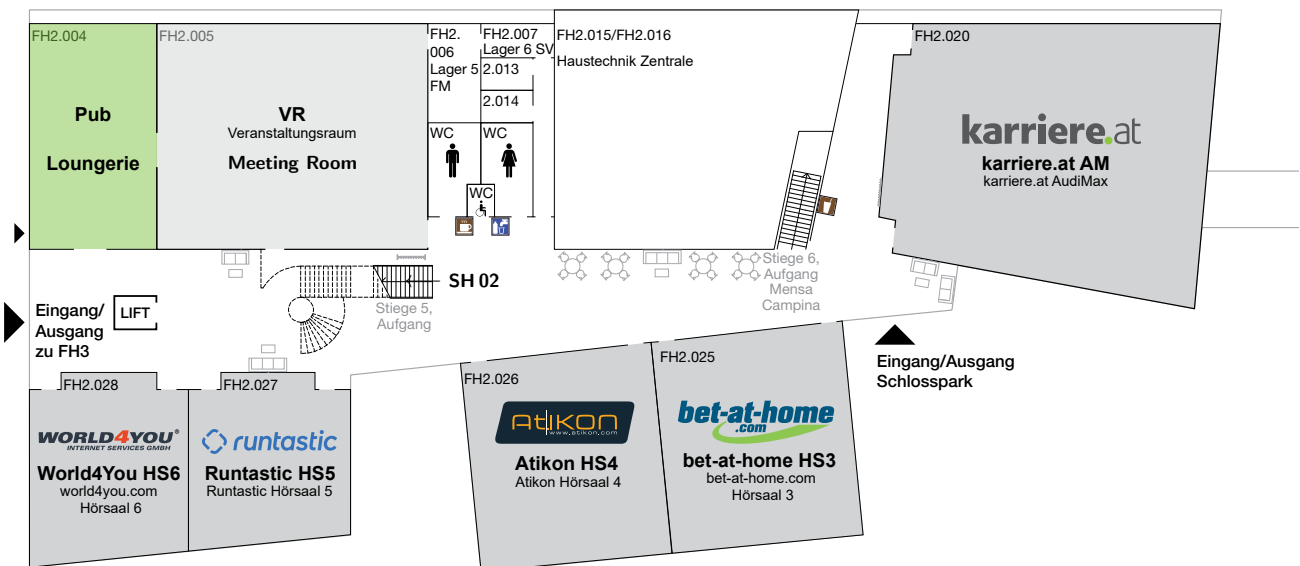 FH2.004
Pub
Loungerie
FH2.005
VR
Veranstaltungsraum
Meeting Room
FH2.
006
Lager 5
FM
FH2.007
Lager 6 SV
2.013
2.014
WC
WC
WC
FH2.015/FH2.016
Haustechnik Zentrale
FH2.020
karriere.at
karriere.at AM
karriere.at AudiMax
SH 02
Stiege 5,
Aufgang
Stiege 6,
Aufgang
Mensa
Campina
Eingang/
Ausgang
zu FH3
LIFT
Eingang/Ausgang
Schlosspark
FH2.028
WORLD4YOU®
INTERNET SERVICES GMBH
World4You HS6
world4you.com
Hörsaal 6
FH2.027
runtastic
Runtastic HS5
Runtastic Hörsaal 5
FH2.026
ATIKON
www.atikon.com
Atikon HS4
Atikon Hörsaal 4
FH2.025
bet-at-home
.com
bet-at-home HS3
bet-at-home.com
Hörsaal 3